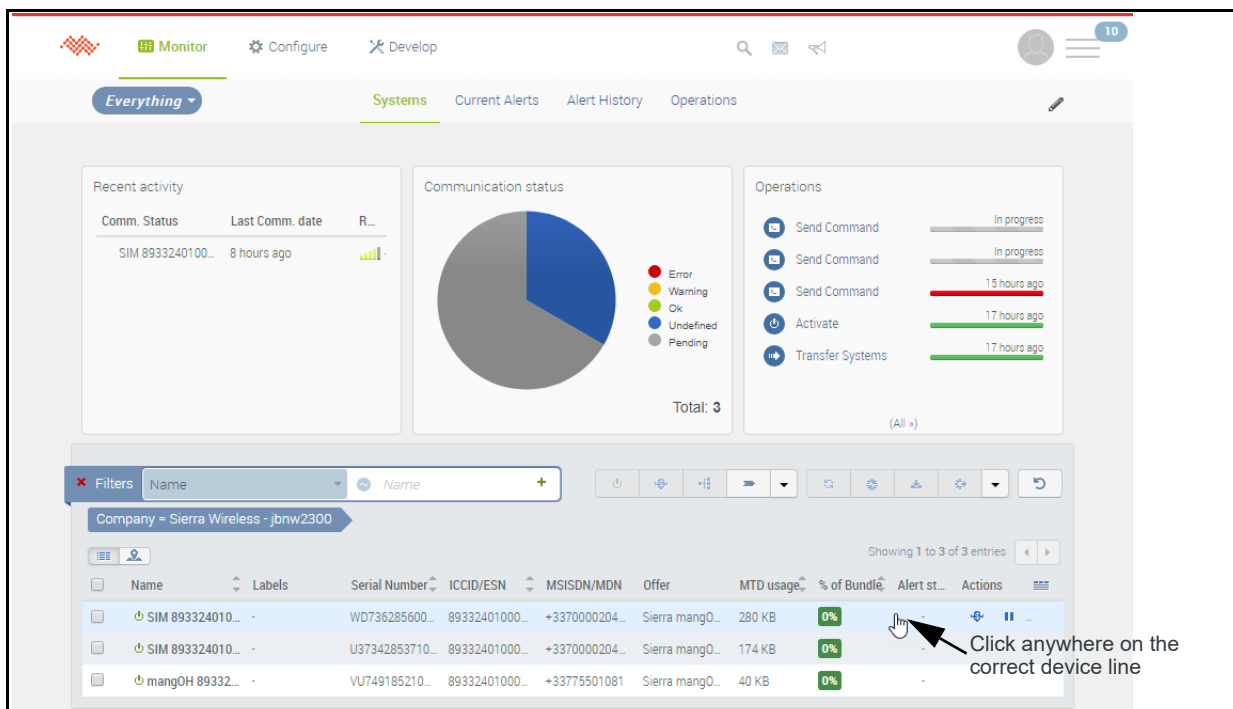 10
Monitor Configure Develop
Everything Systems Current Alerts Alert History Operations
Recent activity
Comm. Status Last Comm. date R...
SIM 8933240100... 8 hours ago -
Communication status
Error
Warning
Ok
Undefined
Pending
Total: 3
Operations
Send Command In progress
Send Command In progress
Send Command 15 hours ago
Activate 17 hours ago
Transfer Systems 17 hours ago
(All »)
Filters Name Name
Company = Sierra Wireless - jbnw2300
Showing 1 to 3 of 3 entries
Name Labels Serial Number ICCID/ESN MSISDN/MDN Offer MTD usage % of Bundle Alert st... Actions
SIM 893324010... - WD736285600... 89332401000... +3370000204... Sierra mangO... 280 KB 0% - ...
SIM 893324010... - U37342853710... 89332401000... +3370000204... Sierra mangO... 174 KB 0% -
mangOH 89332... - VU749185210... 89332401000... +33775501081 Sierra mangO... 40 KB 0% -
Click anywhere on the
correct device line